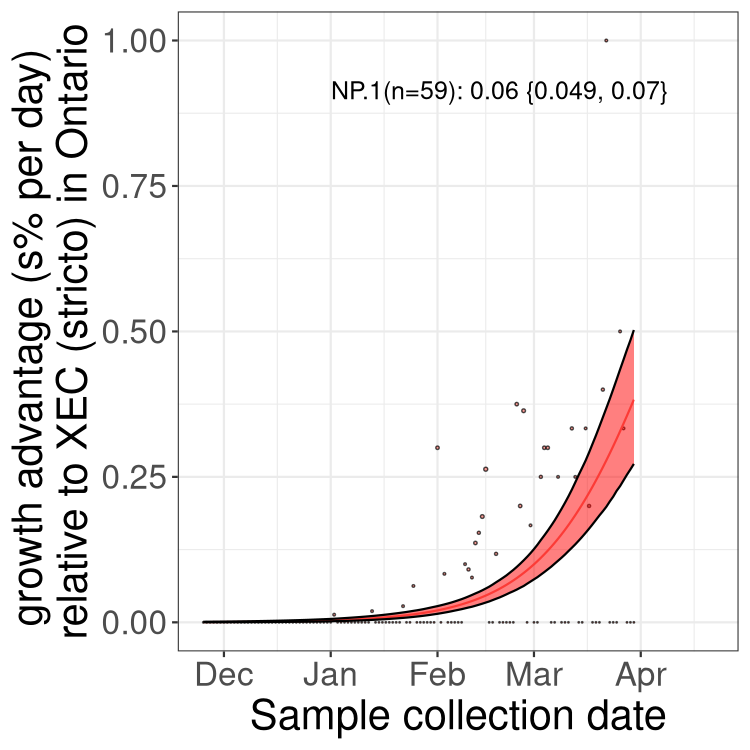 growth advantage (s% per day)
relative to XEC (stricto) in Ontario
1.00
0.75
0.50
0.25
0.00
NP.1(n=59): 0.06 {0.049, 0.07}
Dec Jan Feb Mar Apr
Sample collection date